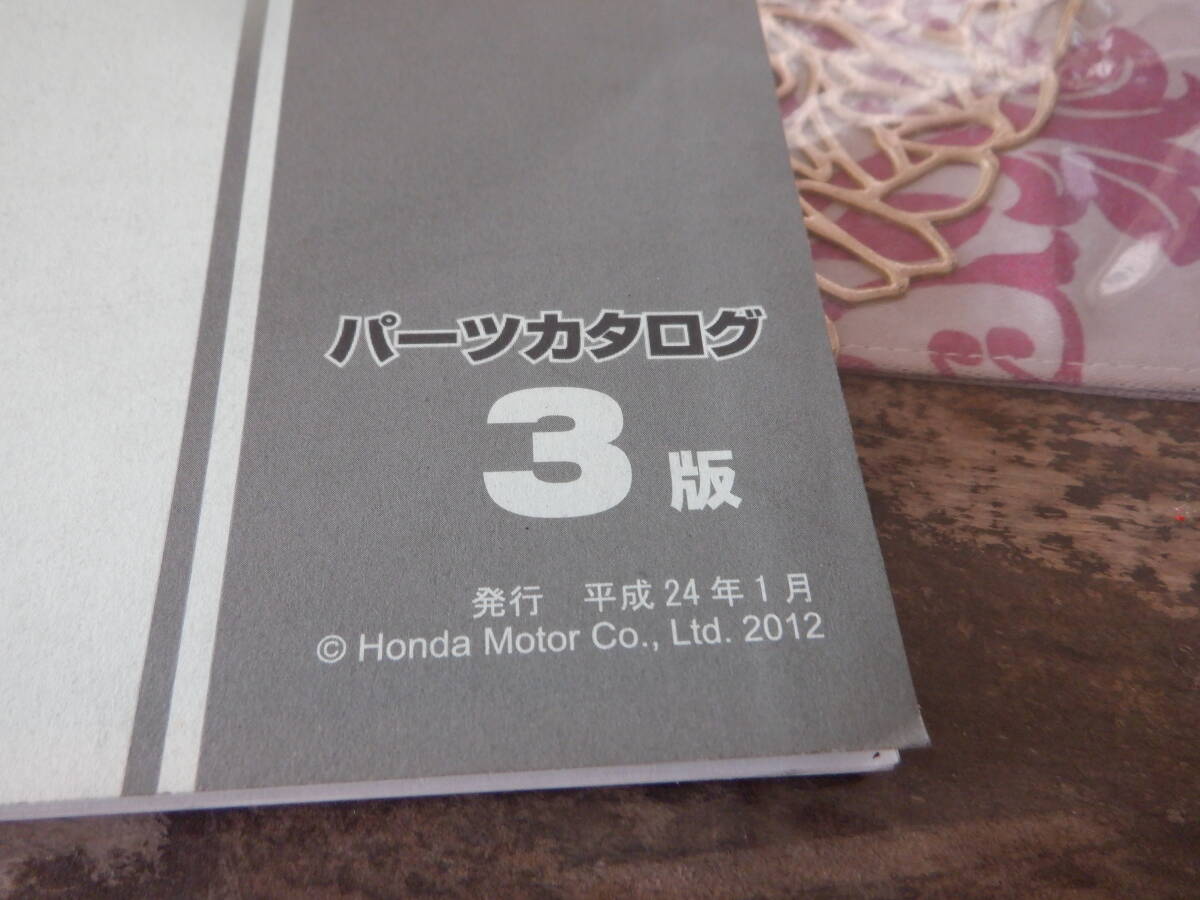 パーツカタログ
3 版
発行 平成 24 年 1 月
© Honda Motor Co., Ltd. 2012